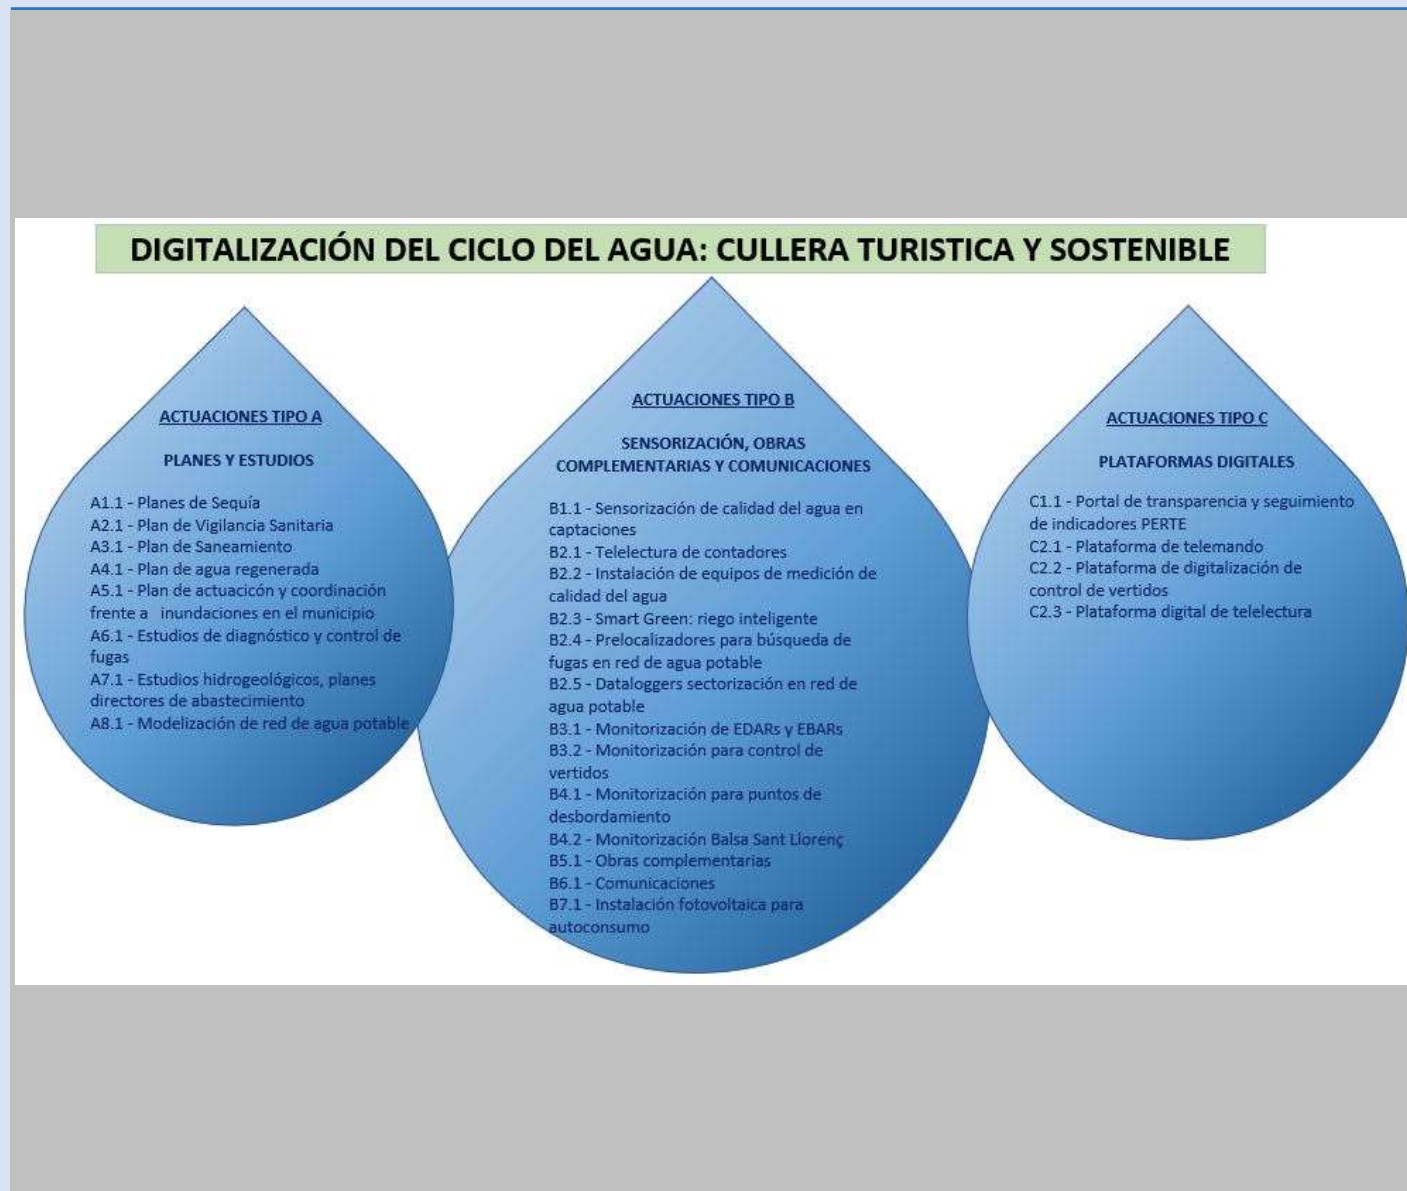 DIGITALIZACIÓN DEL CICLO DEL AGUA: CULLERA TURISTICA Y SOSTENIBLE
ACTUACIONES TIPO A
PLANES Y ESTUDIOS
A1.1 - Planes de Sequía
A2.1 - Plan de Vigilancia Sanitaria
A3.1 - Plan de Saneamiento
A4.1 - Plan de agua regenerada
A5.1 - Plan de actuacicón y coordinación
frente a inundaciones en el municipio
A6.1 - Estudios de diagnóstico y control de
fugas
A7.1 - Estudios hidrogeológicos, planes
directores de abastecimiento
A8.1 - Modelización de red de agua potable
ACTUACIONES TIPO B
SENSORIZACIÓN, OBRAS
COMPLEMENTARIAS Y COMUNICACIONES
B1.1 - Sensorización de calidad del agua en
captaciones
B2.1 - Telelectura de contadores
B2.2 - Instalación de equipos de medición de
calidad del agua
B2.3 - Smart Green: riego inteligente
B2.4 - Prelocalizadores para búsqueda de
fugas en red de agua potable
B2.5 - Dataloggers sectorización en red de
agua potable
B3.1 - Monitorización de EDARs y EBARs
B3.2 - Monitorización para control de
vertidos
B4.1 - Monitorización para puntos de
desbordamiento
B4.2 - Monitorización Balsa Sant Llorenç
B5.1 - Obras complementarias
B6.1 - Comunicaciones
B7.1 - Instalación fotovoltaica para
autoconsumo
ACTUACIONES TIPO C
PLATAFORMAS DIGITALES
C1.1 - Portal de transparencia y seguimiento
de indicadores PERTE
C2.1 - Plataforma de telemando
C2.2 - Plataforma de digitalización de
control de vertidos
C2.3 - Plataforma digital de telelectura